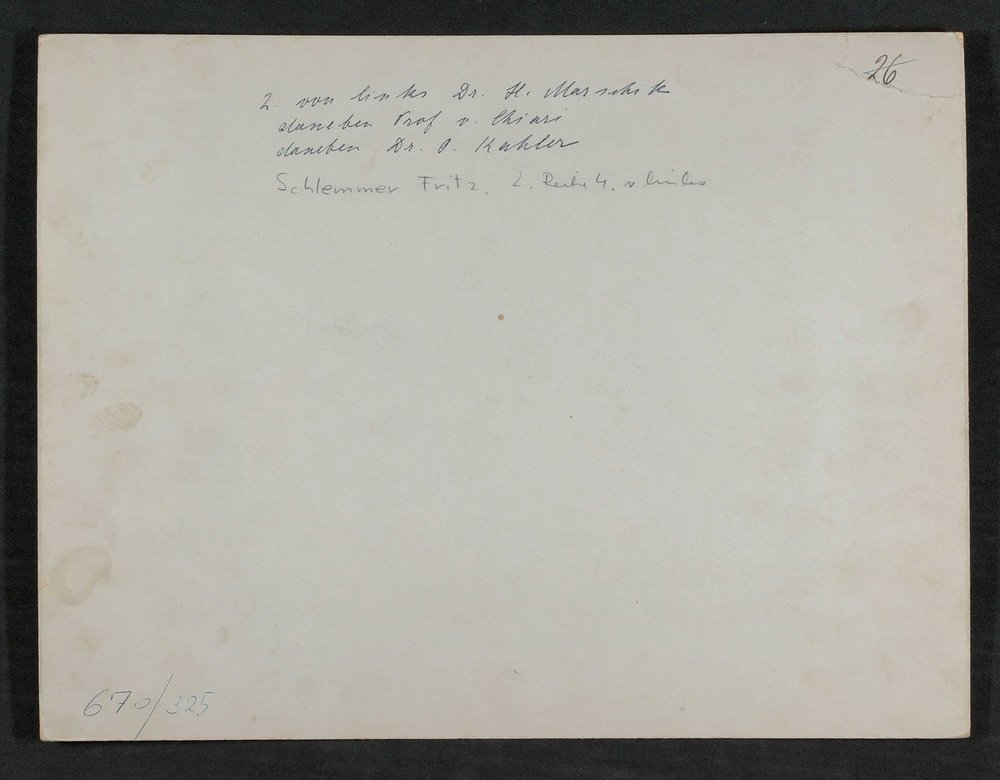 26
2. von links Dr. H. Marschik
daneben Prof v. Chiari
daneben Dr. O. Kahler
Schlemmer Fritz, 2. Reihe 4. v links
670/325